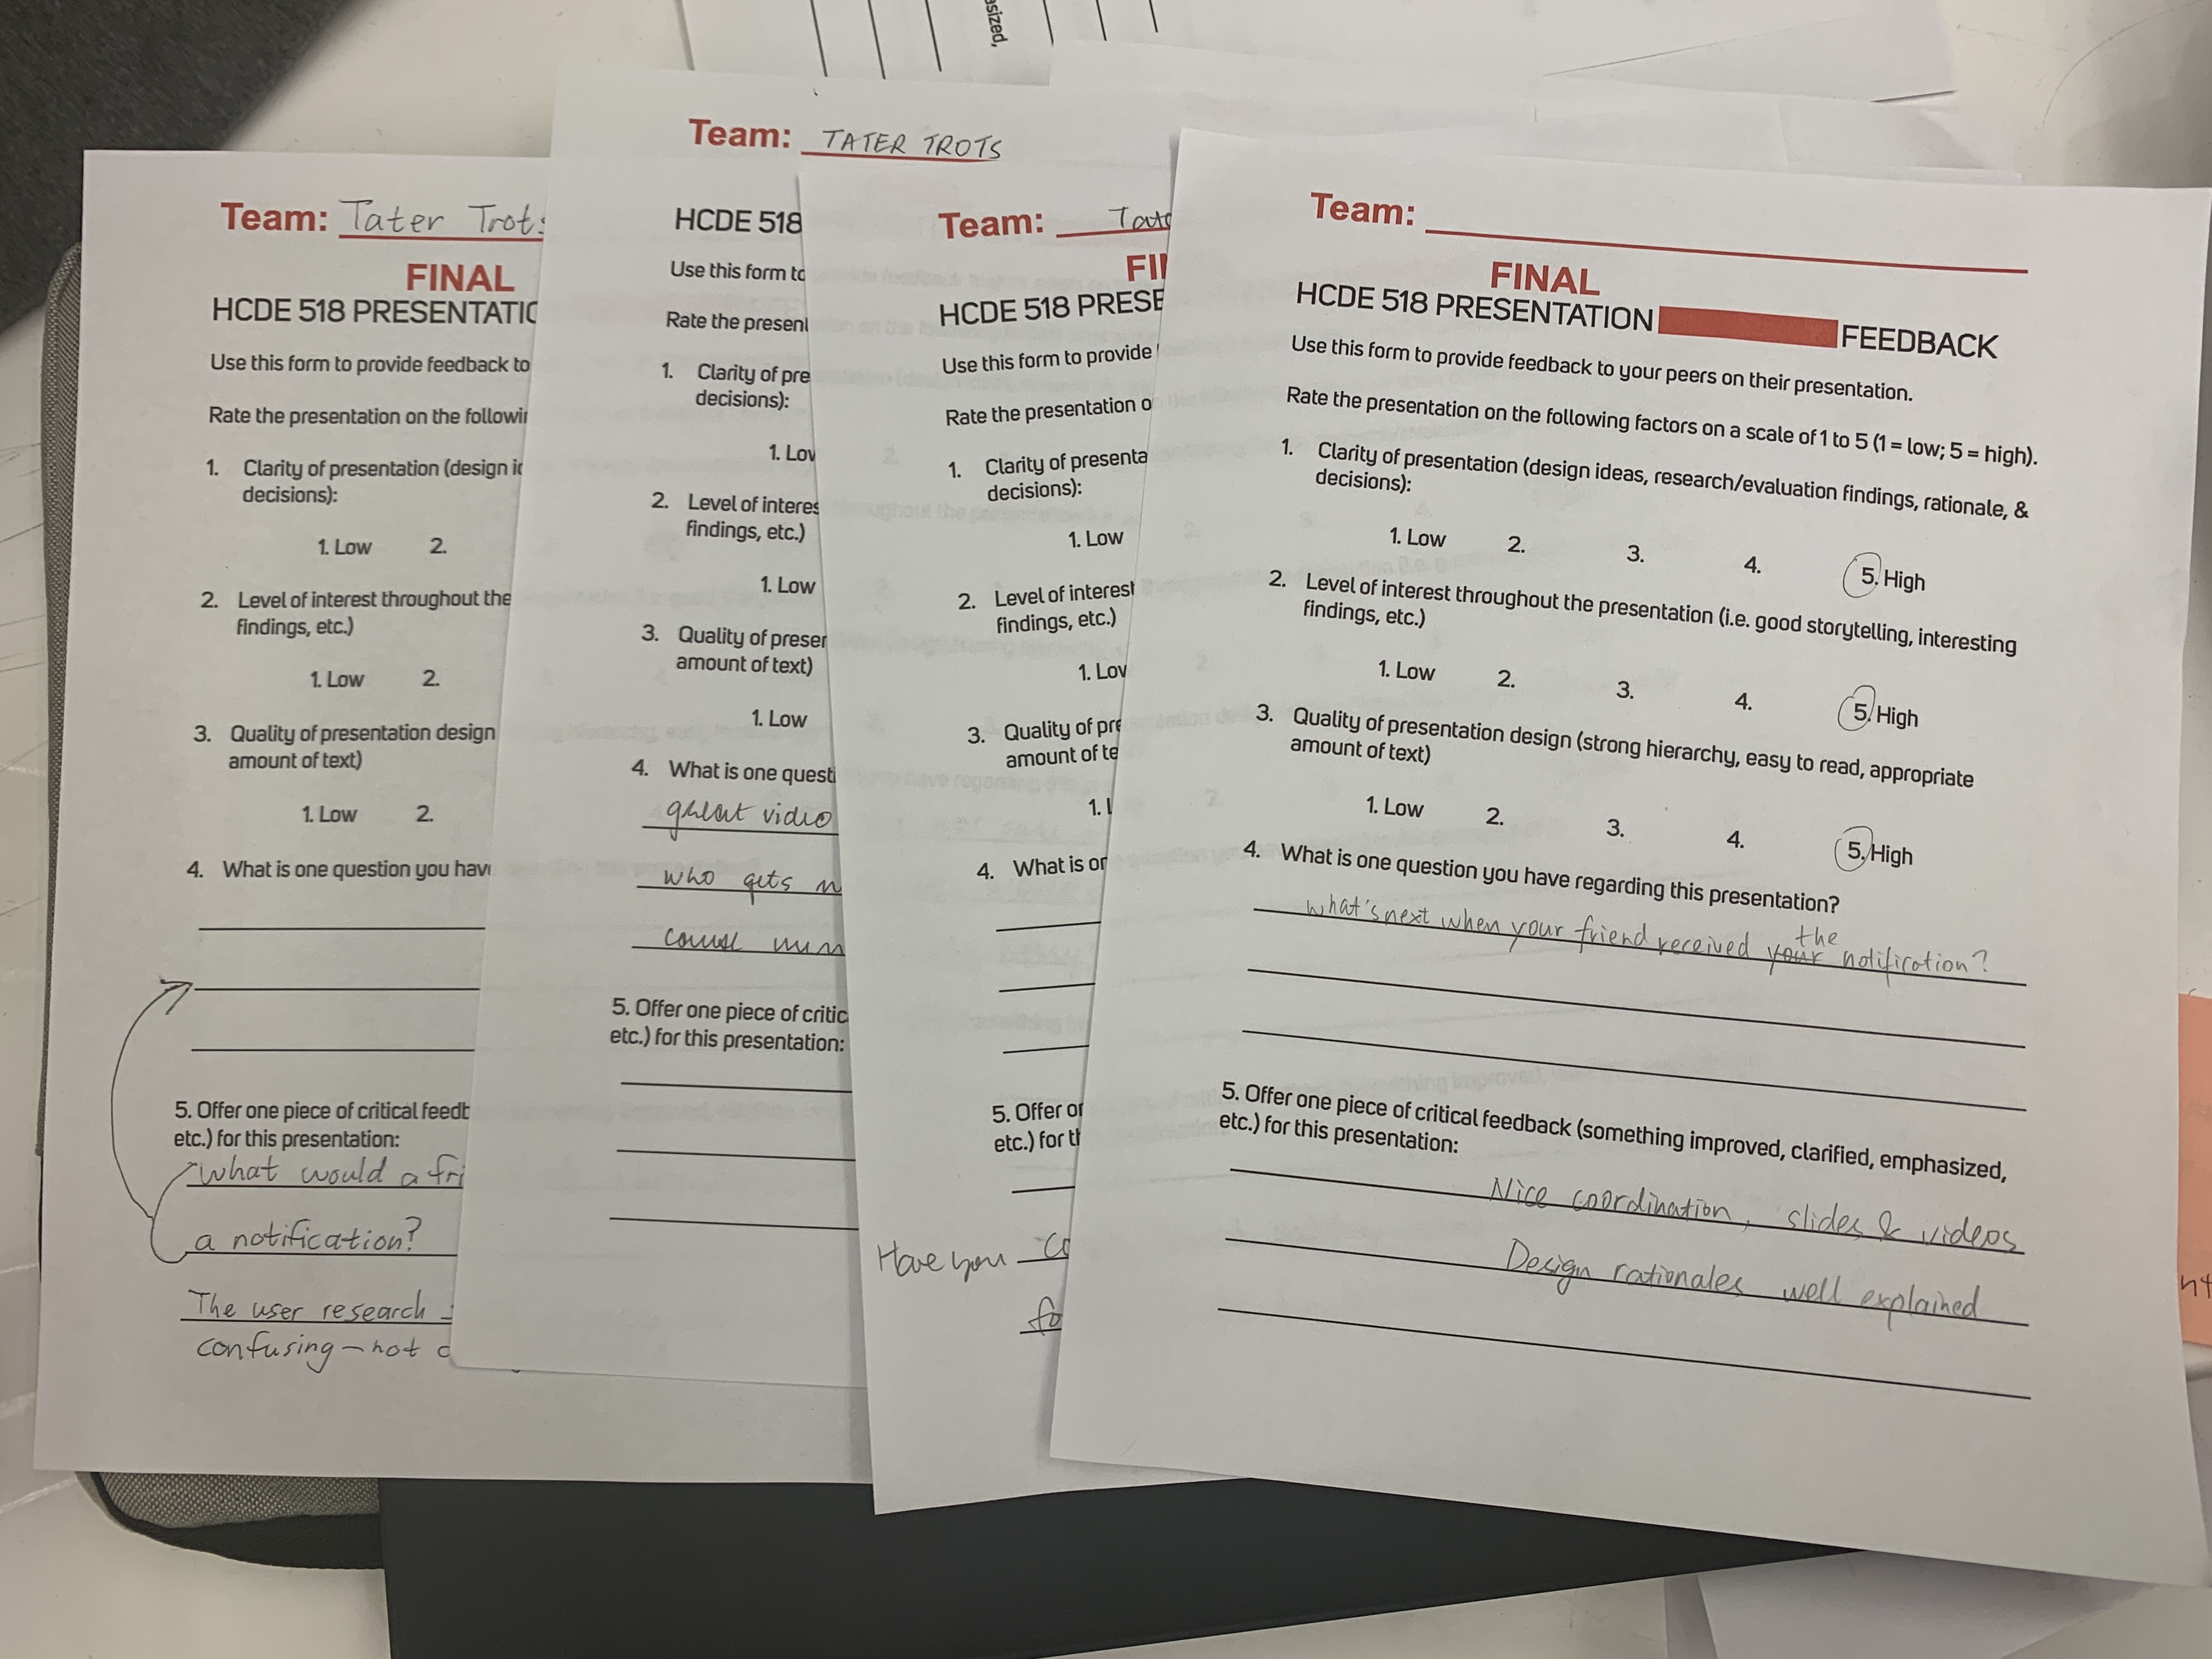 asized,
Team: Tater Trots
FINAL
HCDE 518 PRESENTATIO
Use this form to provide feedback to
Rate the presentation on the followin
1. Clarity of presentation (design id
decisions):
1. Low 2.
2. Level of interest throughout the
findings, etc.)
1. Low 2.
3. Quality of presentation design
amount of text)
1. Low 2.
4. What is one question you have
5. Offer one piece of critical feedb
etc.) for this presentation:
what would a fri
a notification?
The user research
confusing - not
Team: TATER TROTS
HCDE 518
Use this form to
Rate the present
1. Clarity of pre
decisions):
1. Low
2. Level of interes
findings, etc.)
1. Low
3. Quality of presen
amount of text)
1. Low
4. What is one questi
great video
who gets
5. Offer one piece of critic
etc.) for this presentation:
Team: Tate
FIN
HCDE 518 PRESE
Use this form to provide
Rate the presentation o
1. Clarity of presenta
decisions):
1. Low
2. Level of interest
findings, etc.)
1. Low
3. Quality of pre
amount of te
1. L
4. What is on
5. Offer on
etc.) for th
Have you co
fo
Team:
FINAL
HCDE 518 PRESENTATION FEEDBACK
Use this form to provide feedback to your peers on their presentation.
Rate the presentation on the following factors on a scale of 1 to 5 (1 = low; 5 = high).
1. Clarity of presentation (design ideas, research/evaluation findings, rationale, &
decisions):
1. Low 2. 3. 4. 5. High
2. Level of interest throughout the presentation (i.e. good storytelling, interesting
findings, etc.)
1. Low 2. 3. 4. 5. High
3. Quality of presentation design (strong hierarchy, easy to read, appropriate
amount of text)
1. Low 2. 3. 4. 5. High
4. What is one question you have regarding this presentation?
what's next when your friend received your the notification?
5. Offer one piece of critical feedback (something improved, clarified, emphasized,
etc.) for this presentation:
Nice coordination, slides & videos
Design rationales well explained
nt